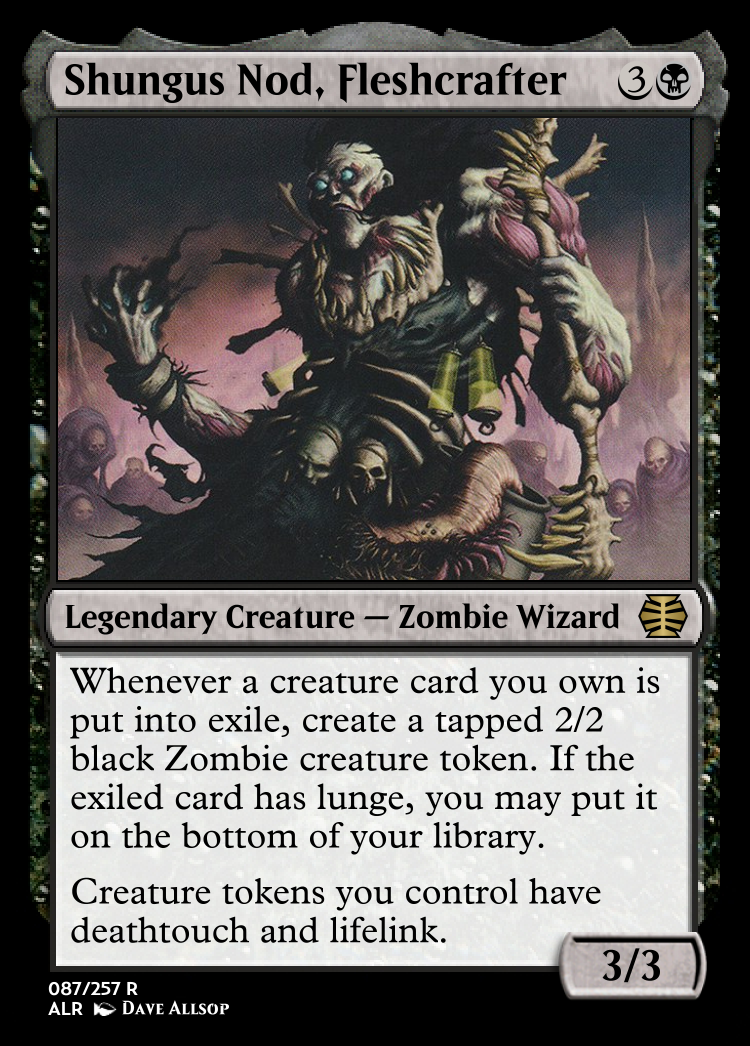 Shungus Nod, Fleshcrafter 3
Legendary Creature — Zombie Wizard
Whenever a creature card you own is
put into exile, create a tapped 2/2
black Zombie creature token. If the
exiled card has lunge, you may put it
on the bottom of your library.
Creature tokens you control have
deathtouch and lifelink.
3/3
087/257 R
ALR Dave Allsop